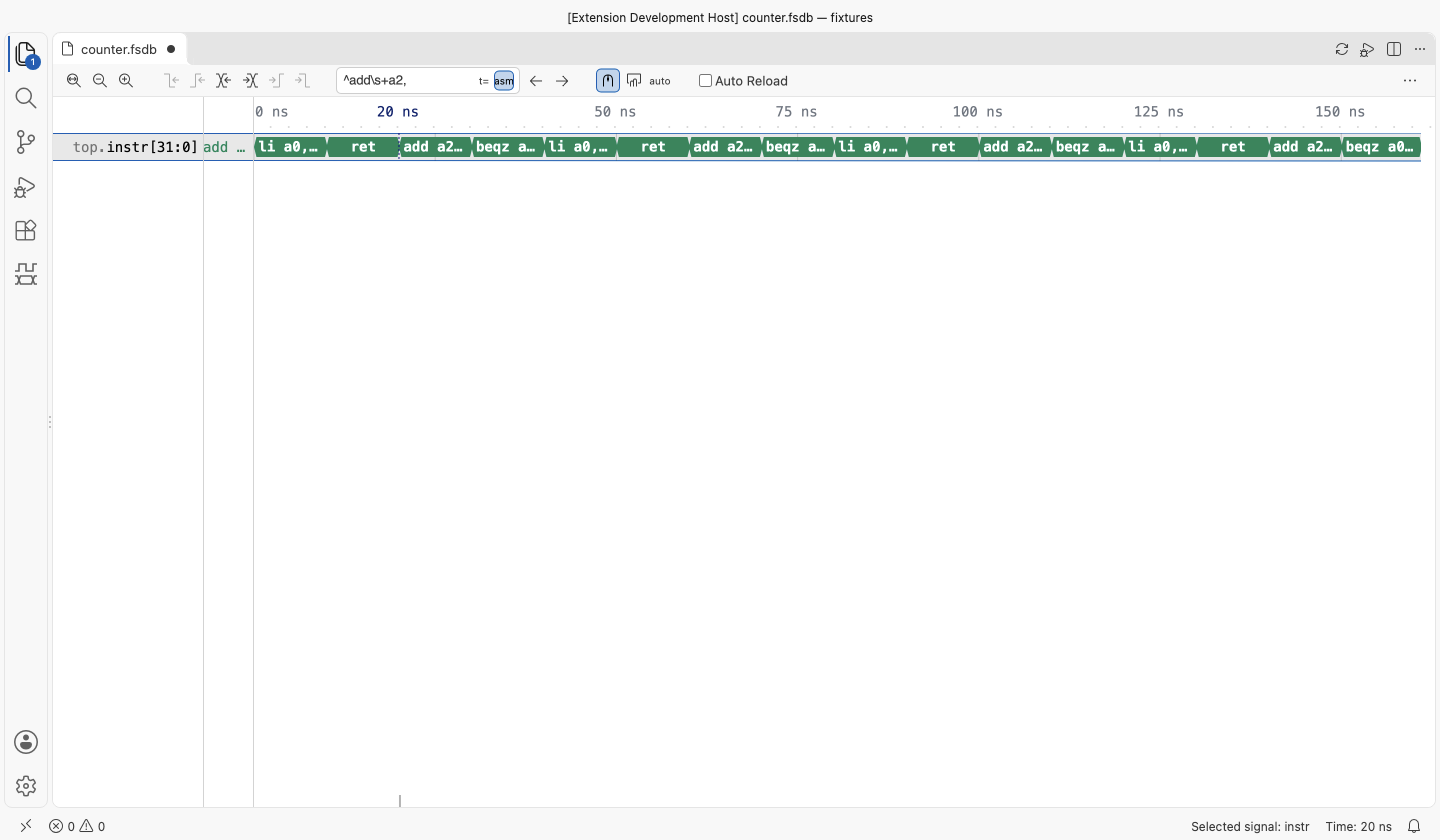 [Extension Development Host] counter.fsdb — fixtures
counter.fsdb
1
^add\s+a2, t= asm auto Auto Reload
0 ns 20 ns 50 ns 75 ns 100 ns 125 ns 150 ns
top.instr[31:0] add … li a0,… ret add a2… beqz a… li a0,… ret add a2… beqz a… li a0,… ret add a2… beqz a… li a0,… ret add a2… beqz a0…
0 0 Selected signal: instr Time: 20 ns